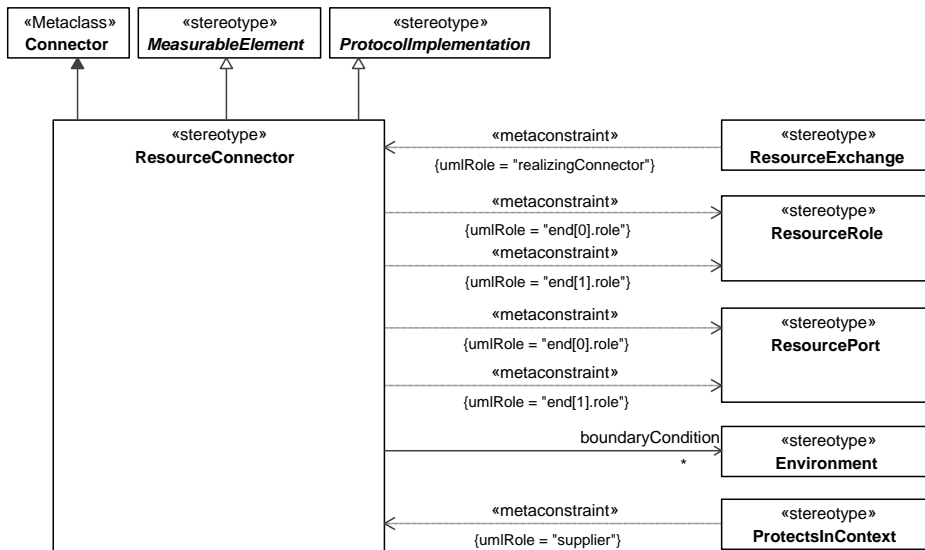 «Metaclass»
Connector
«stereotype»
MeasurableElement
«stereotype»
ProtocolImplementation
«stereotype»
ResourceConnector
«metaconstraint»
{umlRole = "realizingConnector"}
«stereotype»
ResourceExchange
«metaconstraint»
{umlRole = "end[0].role"}
«metaconstraint»
{umlRole = "end[1].role"}
«stereotype»
ResourceRole
«metaconstraint»
{umlRole = "end[0].role"}
«metaconstraint»
{umlRole = "end[1].role"}
«stereotype»
ResourcePort
boundaryCondition
*
«stereotype»
Environment
«metaconstraint»
{umlRole = "supplier"}
«stereotype»
ProtectsInContext